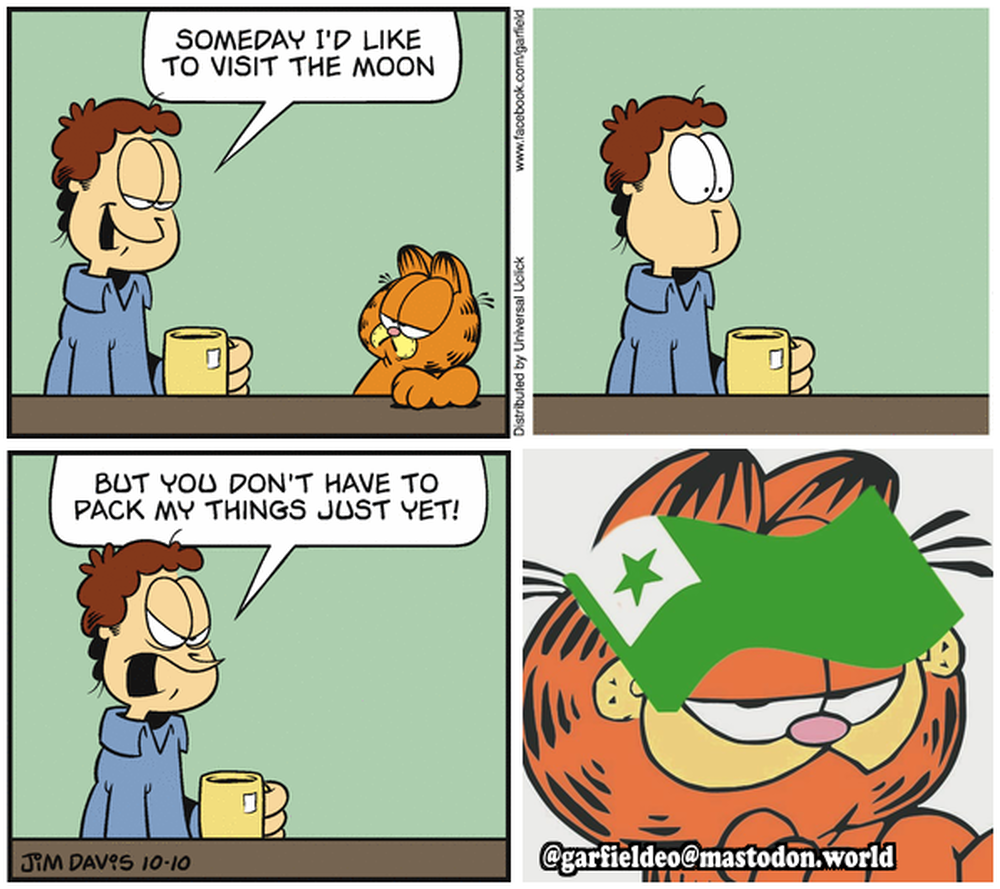 SOMEDAY I'D LIKE
TO VISIT THE MOON
www.facebook.com/garfield
Distributed by Universal Uclick
BUT YOU DON'T HAVE TO
PACK MY THINGS JUST YET!
JIM DAVIS 10-10
@garfieldeo@mastodon.world